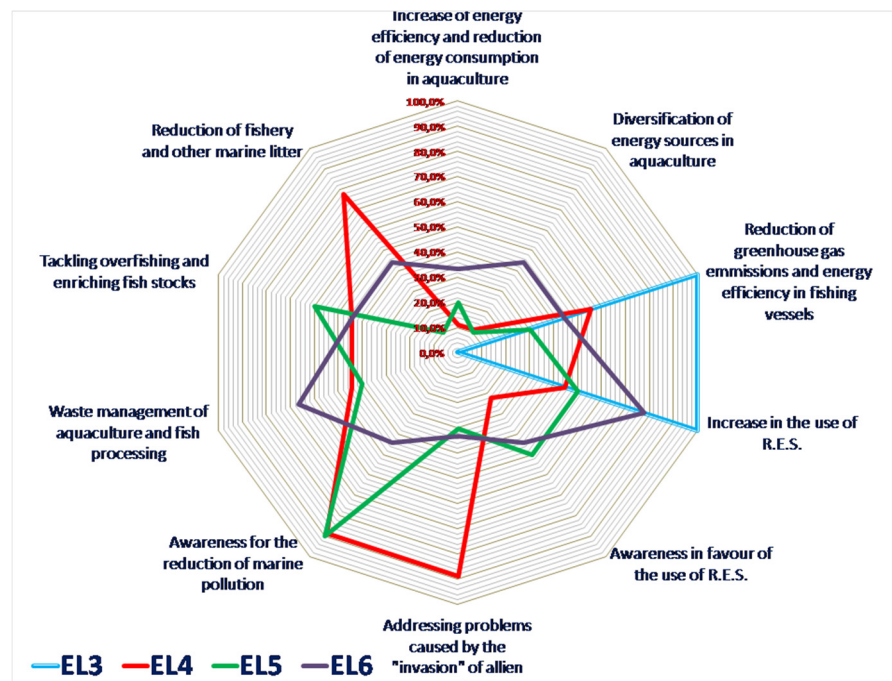 Increase of energy
efficiency and reduction
of energy consumption
in aquaculture
Diversification of
energy sources in
aquaculture
Reduction of
greenhouse gas
emmissions and energy
efficiency in fishing
vessels
Increase in the use of
R.E.S.
Awareness in favour of
the use of R.E.S.
Addressing problems
caused by the
"invasion" of allien
Awareness for the
reduction of marine
pollution
Waste management of
aquaculture and fish
processing
Tackling overfishing and
enriching fish stocks
Reduction of fishery
and other marine litter
100,0%
90,0%
80,0%
70,0%
60,0%
50,0%
40,0%
30,0%
20,0%
10,0%
0,0%
EL3 EL4 EL5 EL6